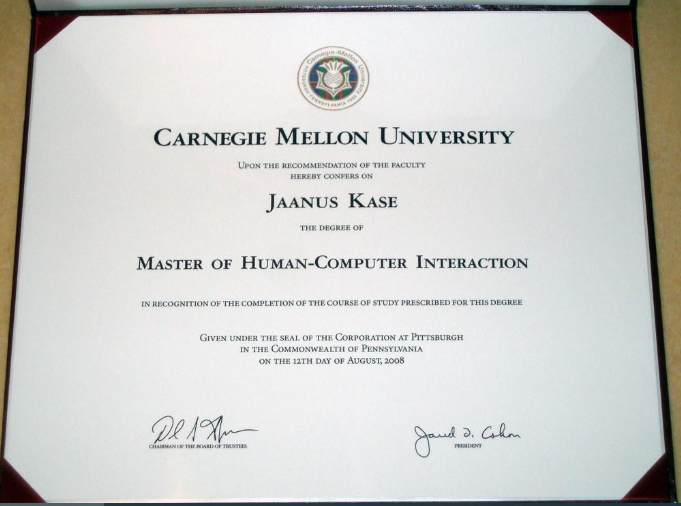 CARNEGIE MELLON UNIVERSITY
UPON THE RECOMMENDATION OF THE FACULTY
HEREBY CONFERS ON
JAANUS KASE
THE DEGREE OF
MASTER OF HUMAN-COMPUTER INTERACTION
IN RECOGNITION OF THE COMPLETION OF THE COURSE OF STUDY PRESCRIBED FOR THIS DEGREE
GIVEN UNDER THE SEAL OF THE CORPORATION AT PITTSBURGH
IN THE COMMONWEALTH OF PENNSYLVANIA
ON THE 12TH DAY OF AUGUST, 2008
Jared L. Cohon
CHAIRMAN OF THE BOARD OF TRUSTEES
PRESIDENT